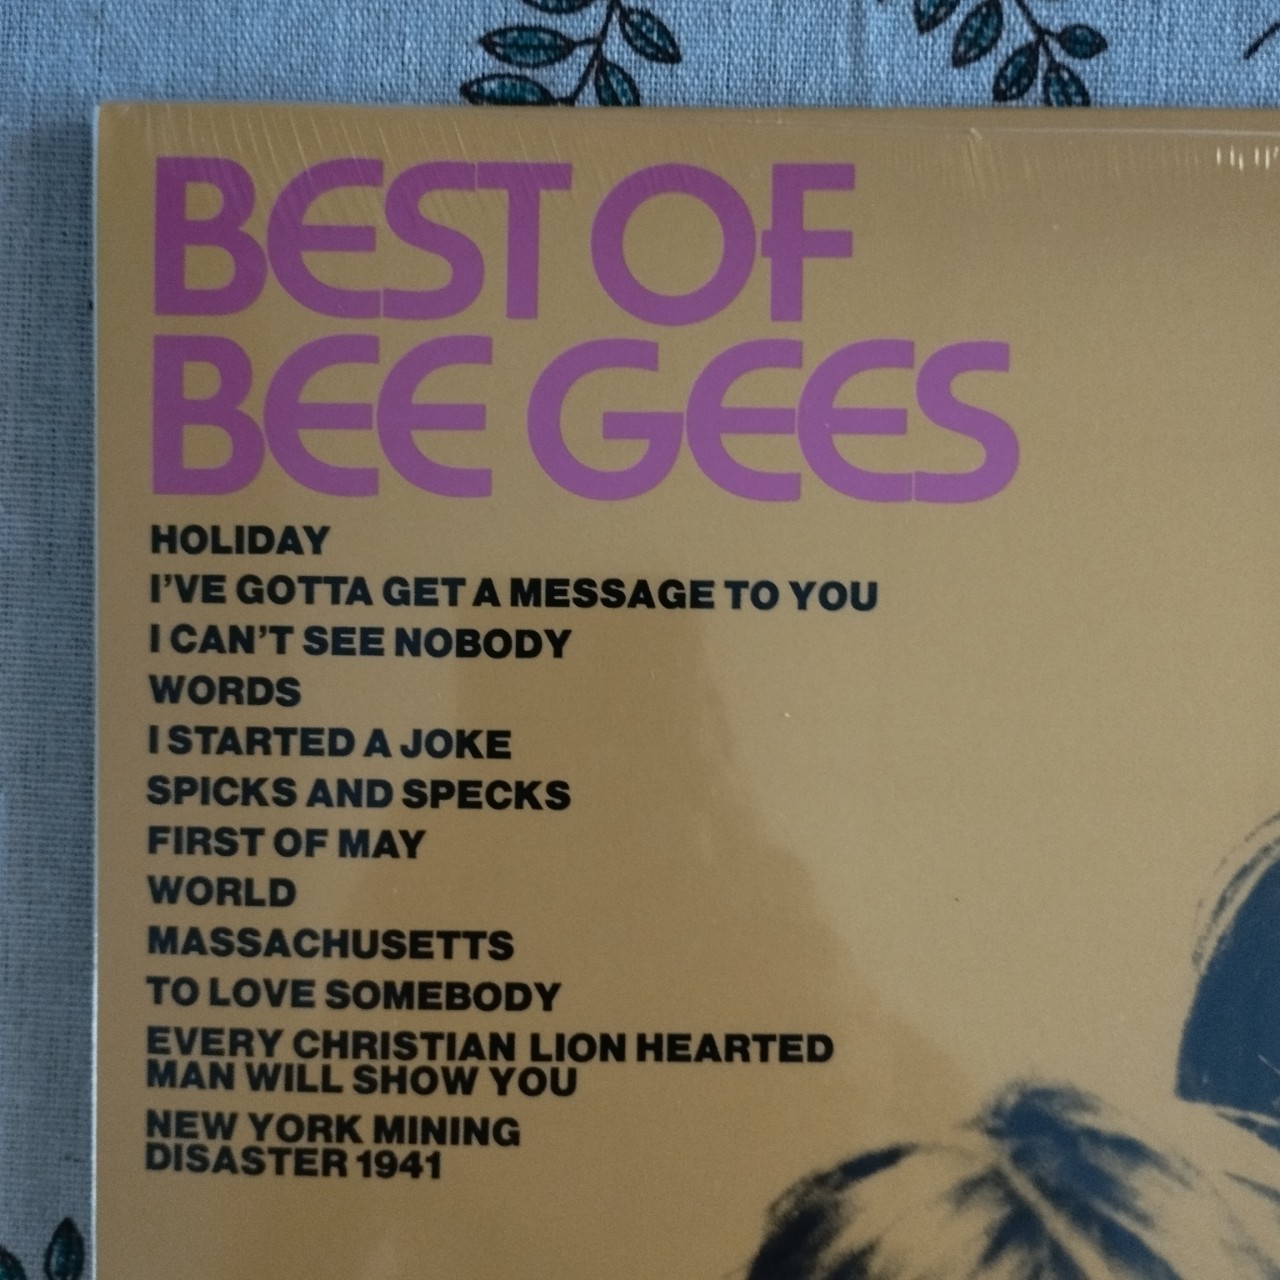 BEST OF
BEE GEES
HOLIDAY
I'VE GOTTA GET A MESSAGE TO YOU
I CAN'T SEE NOBODY
WORDS
I STARTED A JOKE
SPICKS AND SPECKS
FIRST OF MAY
WORLD
MASSACHUSETTS
TO LOVE SOMEBODY
EVERY CHRISTIAN LION HEARTED
MAN WILL SHOW YOU
NEW YORK MINING
DISASTER 1941